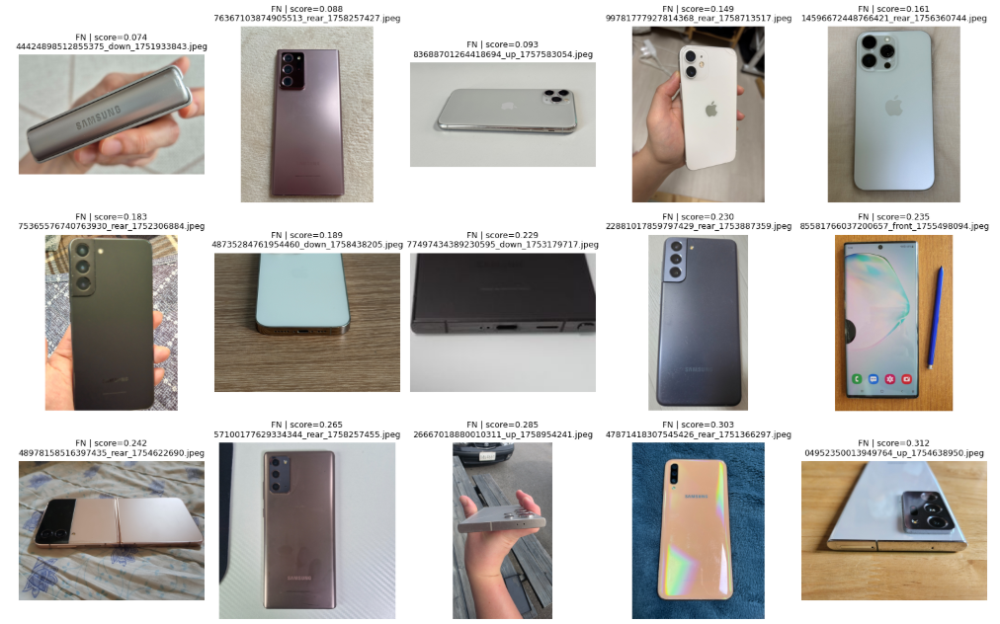 FN | score=0.074
44424898512855375_down_1751933843.jpeg
SAMSUNG
FN | score=0.088
76367103874905513_rear_1758257427.jpeg
FN | score=0.093
83688701264418694_up_1757583054.jpeg
FN | score=0.149
997817777927814368_rear_1758713517.jpeg
FN | score=0.161
14596672448766421_rear_1756360744.jpeg
FN | score=0.183
75365576740763930_rear_1752306884.jpeg
FN | score=0.189
48735284761954460_down_1758438205.jpeg
FN | score=0.229
77497434389230595_down_1753179717.jpeg
FN | score=0.230
22881017859797429_rear_1753887359.jpeg
SAMSUNG
FN | score=0.235
85581766037200657_front_1755498094.jpeg
FN | score=0.242
48978158516397435_rear_1754622690.jpeg
FN | score=0.265
57100177629334344_rear_1758257455.jpeg
SAMSUNG
FN | score=0.285
26667018880010311_up_1758954241.jpeg
FN | score=0.303
47871418307545426_rear_1751366297.jpeg
SAMSUNG
FN | score=0.312
04952350013949764_up_1754638950.jpeg